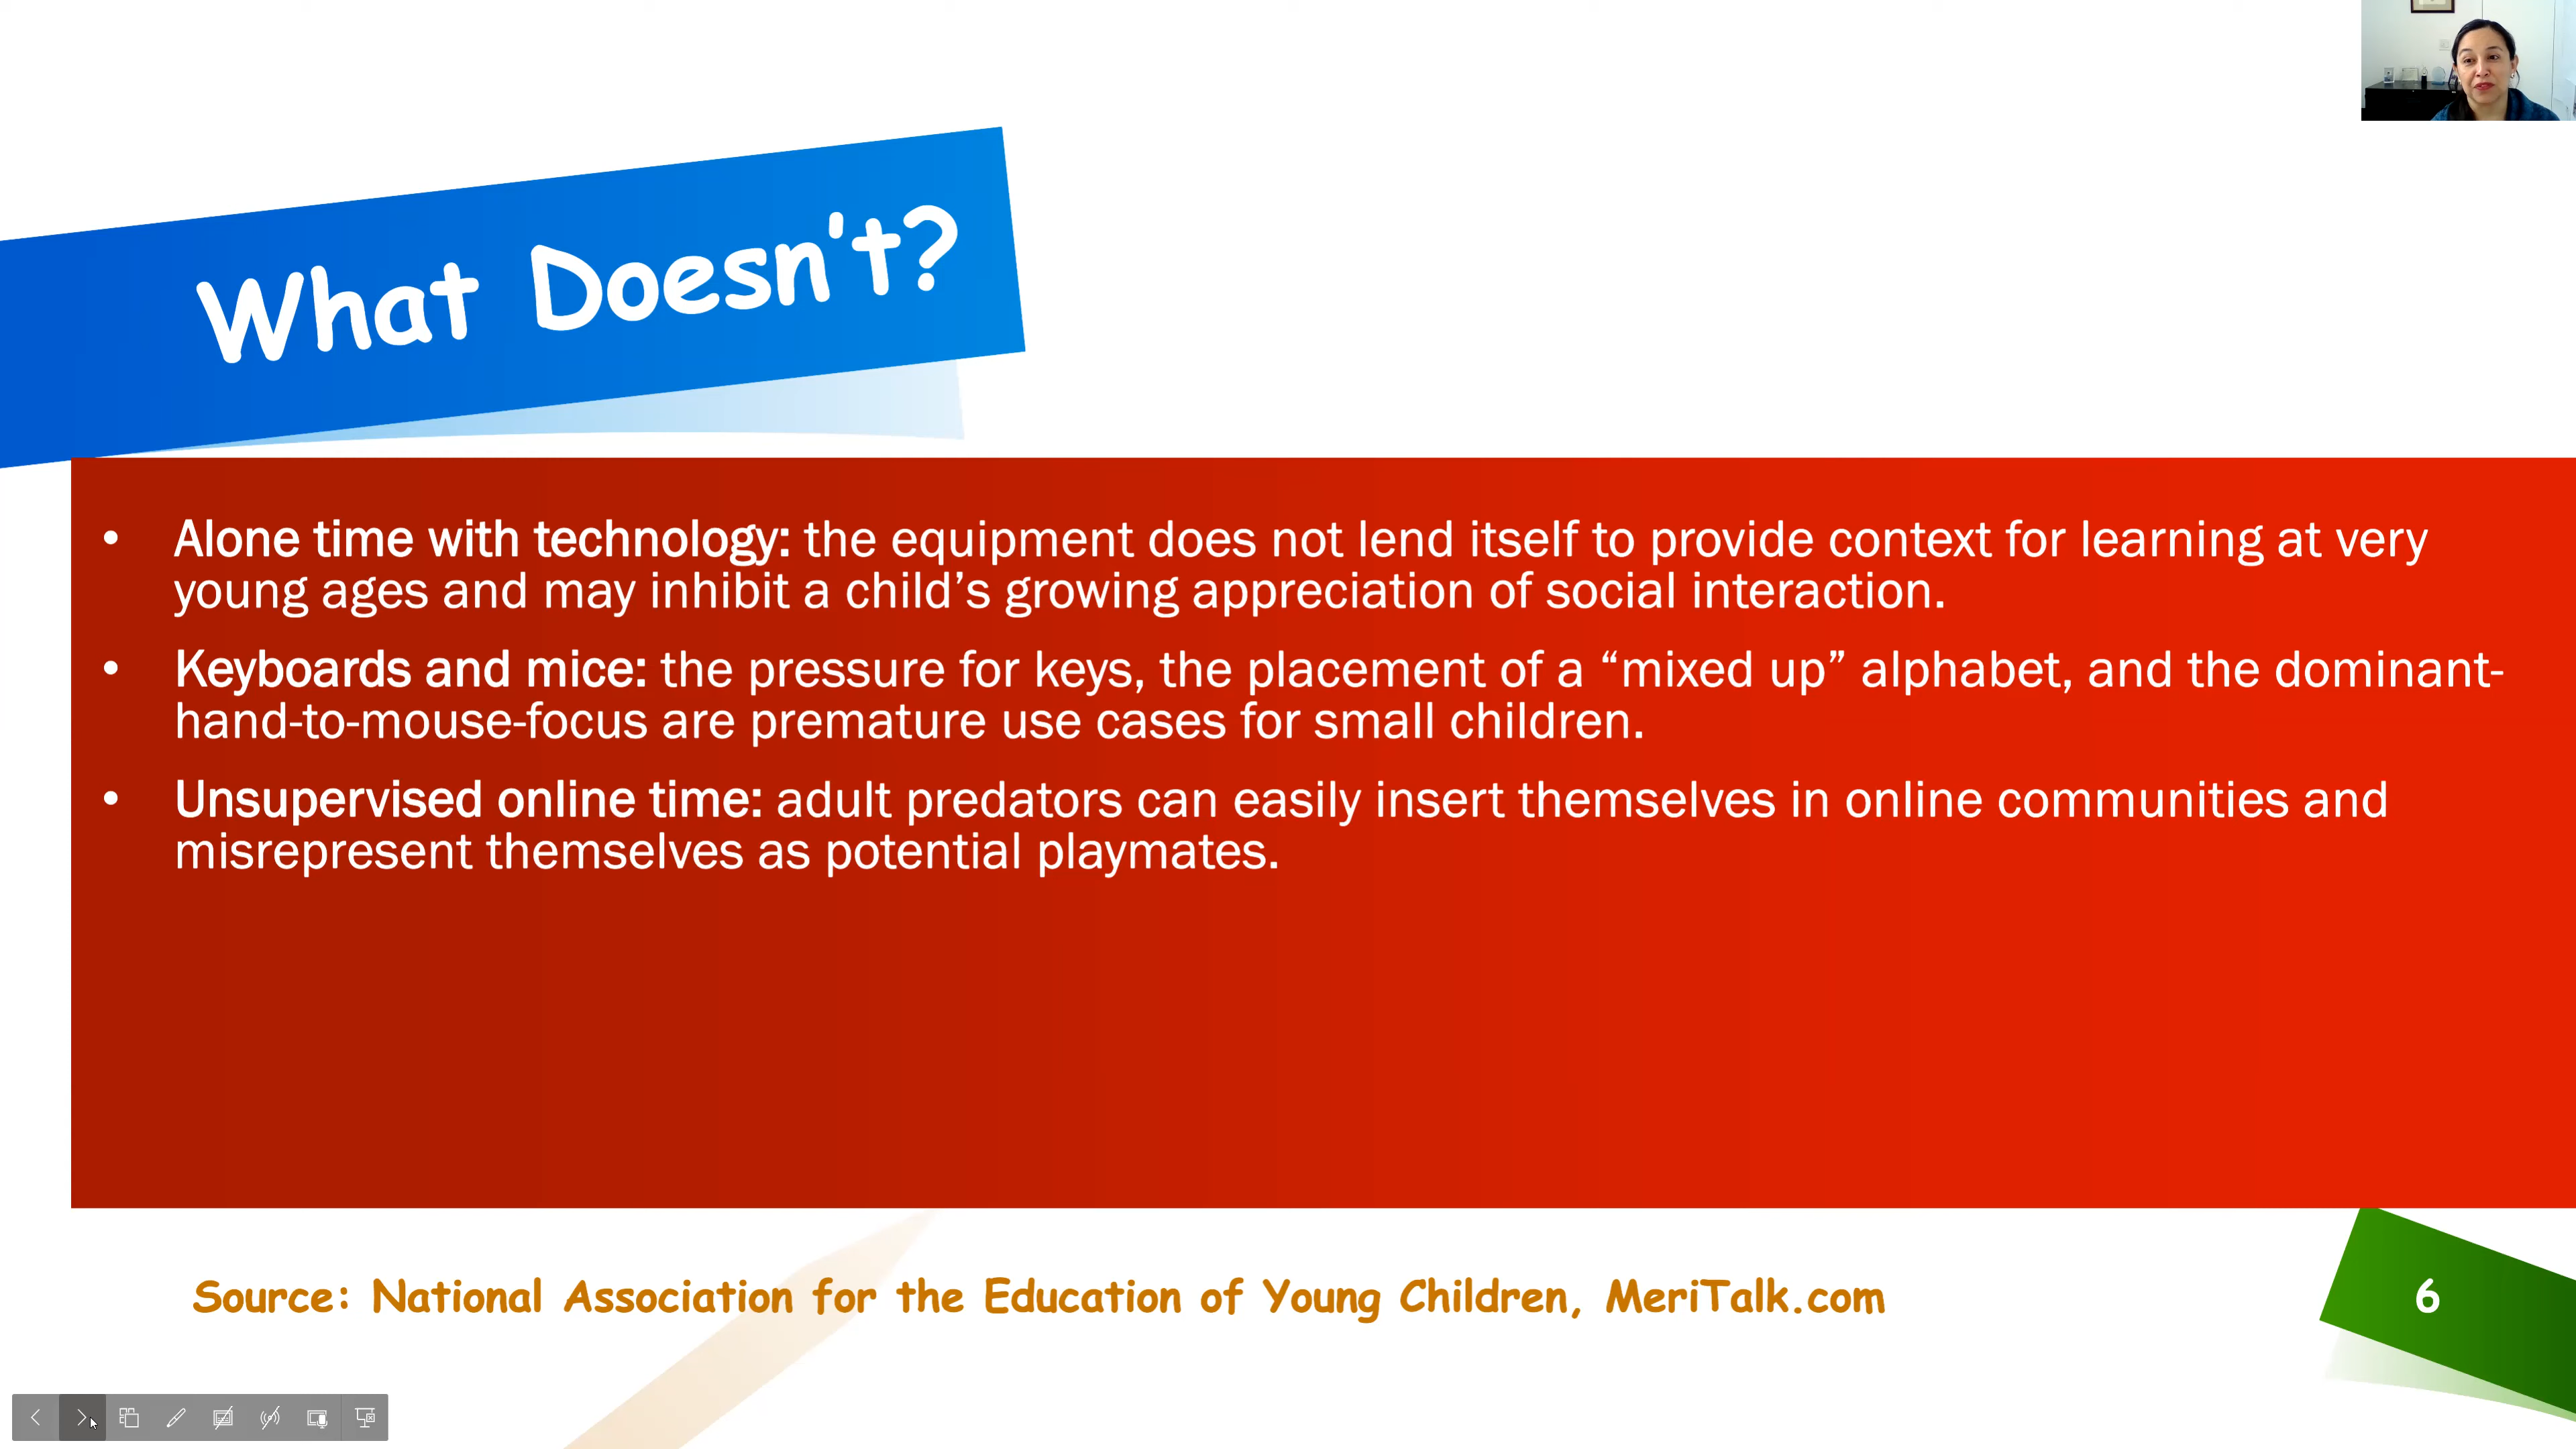 What Doesn't?
• Alone time with technology: the equipment does not lend itself to provide context for learning at very
young ages and may inhibit a child’s growing appreciation of social interaction.
• Keyboards and mice: the pressure for keys, the placement of a “mixed up” alphabet, and the dominant-
hand-to-mouse-focus are premature use cases for small children.
• Unsupervised online time: adult predators can easily insert themselves in online communities and
misrepresent themselves as potential playmates.
Source: National Association for the Education of Young Children, MeriTalk.com
6